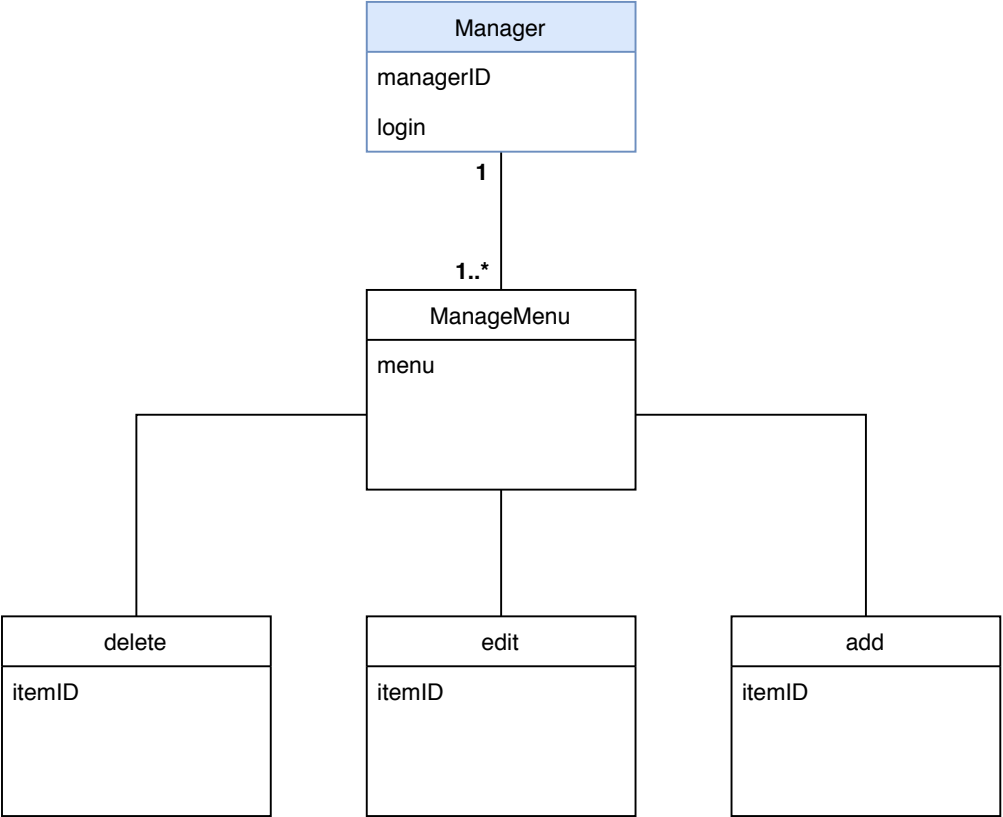 Manager
managerID
login
1
1..*
ManageMenu
menu
delete
itemID
edit
itemID
add
itemID